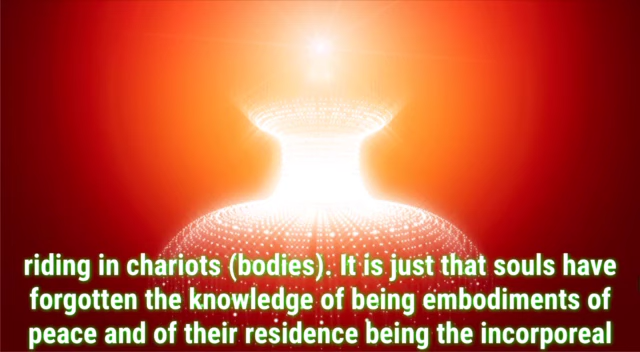 riding in chariots (bodies). It is just that souls have
forgotten the knowledge of being embodiments of
peace and of their residence being the incorporeal